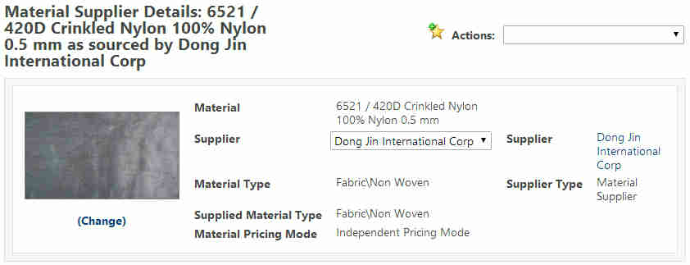 Material Supplier Details: 6521 /
420D Crinkled Nylon 100% Nylon
0.5 mm as sourced by Dong Jin
International Corp
Actions:
Material 6521 / 420D Crinkled Nylon
100% Nylon 0.5 mm
Supplier Dong Jin International Corp Supplier Dong Jin
International
Corp
Material Type Fabric\Non Woven Supplier Type Material
Supplier
(Change)
Supplied Material Type Fabric\Non Woven
Material Pricing Mode Independent Pricing Mode